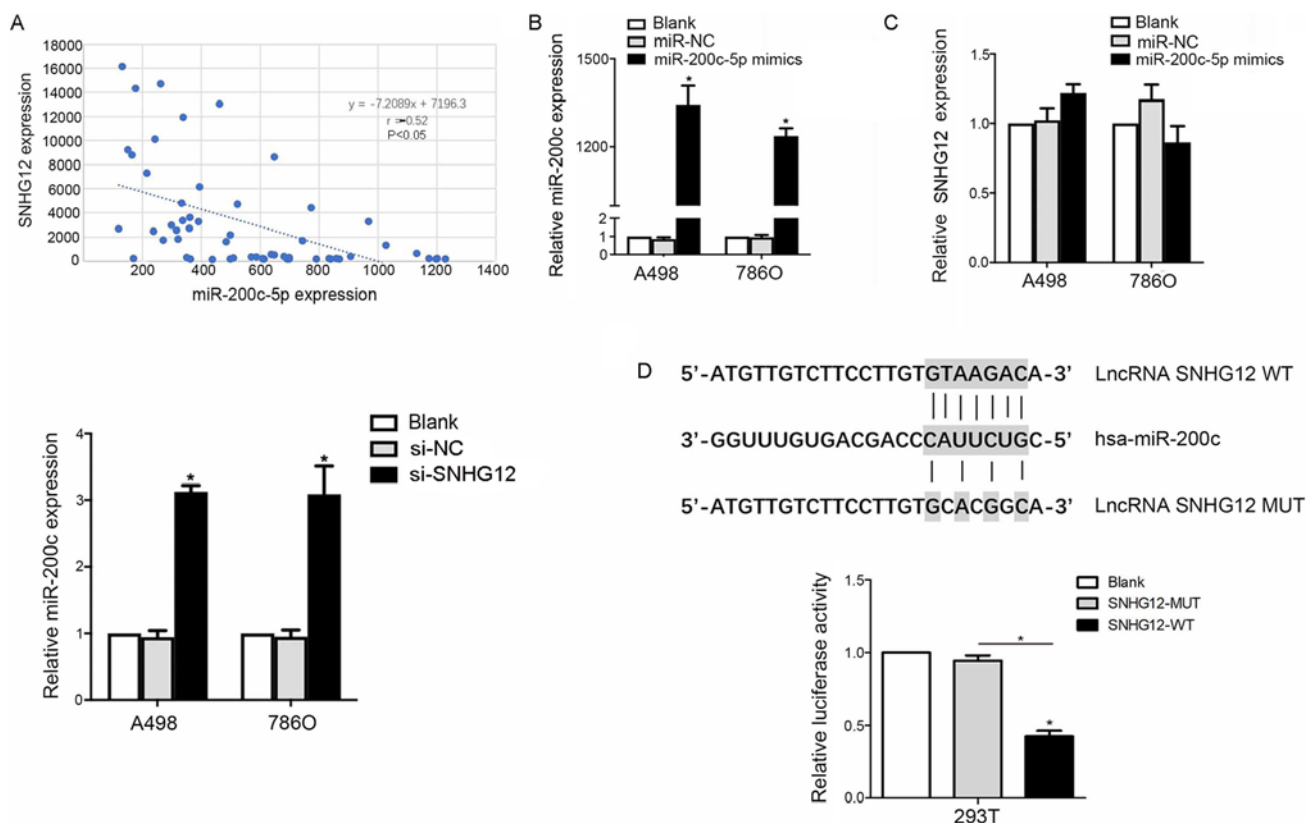 A
SNHG12 expression
18000
16000
14000
12000
10000
8000
6000
4000
2000
0
200
400
600
800
1000
1200
1400
miR-200c-5p expression
y = -7.2089x + 7196.3
r =-0.52
P<0.05
B
Blank
miR-NC
miR-200c-5p mimics
Relative miR-200c expression
1500
1200
2
1
0
*
*
A498
786O
C
Blank
miR-NC
miR-200c-5p mimics
Relative SNHG12 expression
1.5
1.0
0.5
0.0
A498
786O
Blank
si-NC
si-SNHG12
Relative miR-200c expression
4
3
2
1
0
*
*
A498
786O
D
5’-ATGTTGTCTTCCTTGTGTAAGACA-3’ LncRNA SNHG12 WT
3’-GGUUUGUGACGACCCAUUCUGC-5’ hsa-miR-200c
5’-ATGTTGTCTTCCTTGTGCACGGCA-3’ LncRNA SNHG12 MUT
Blank
SNHG12-MUT
SNHG12-WT
Relative luciferase activity
1.5
1.0
0.5
0.0
*
*
293T